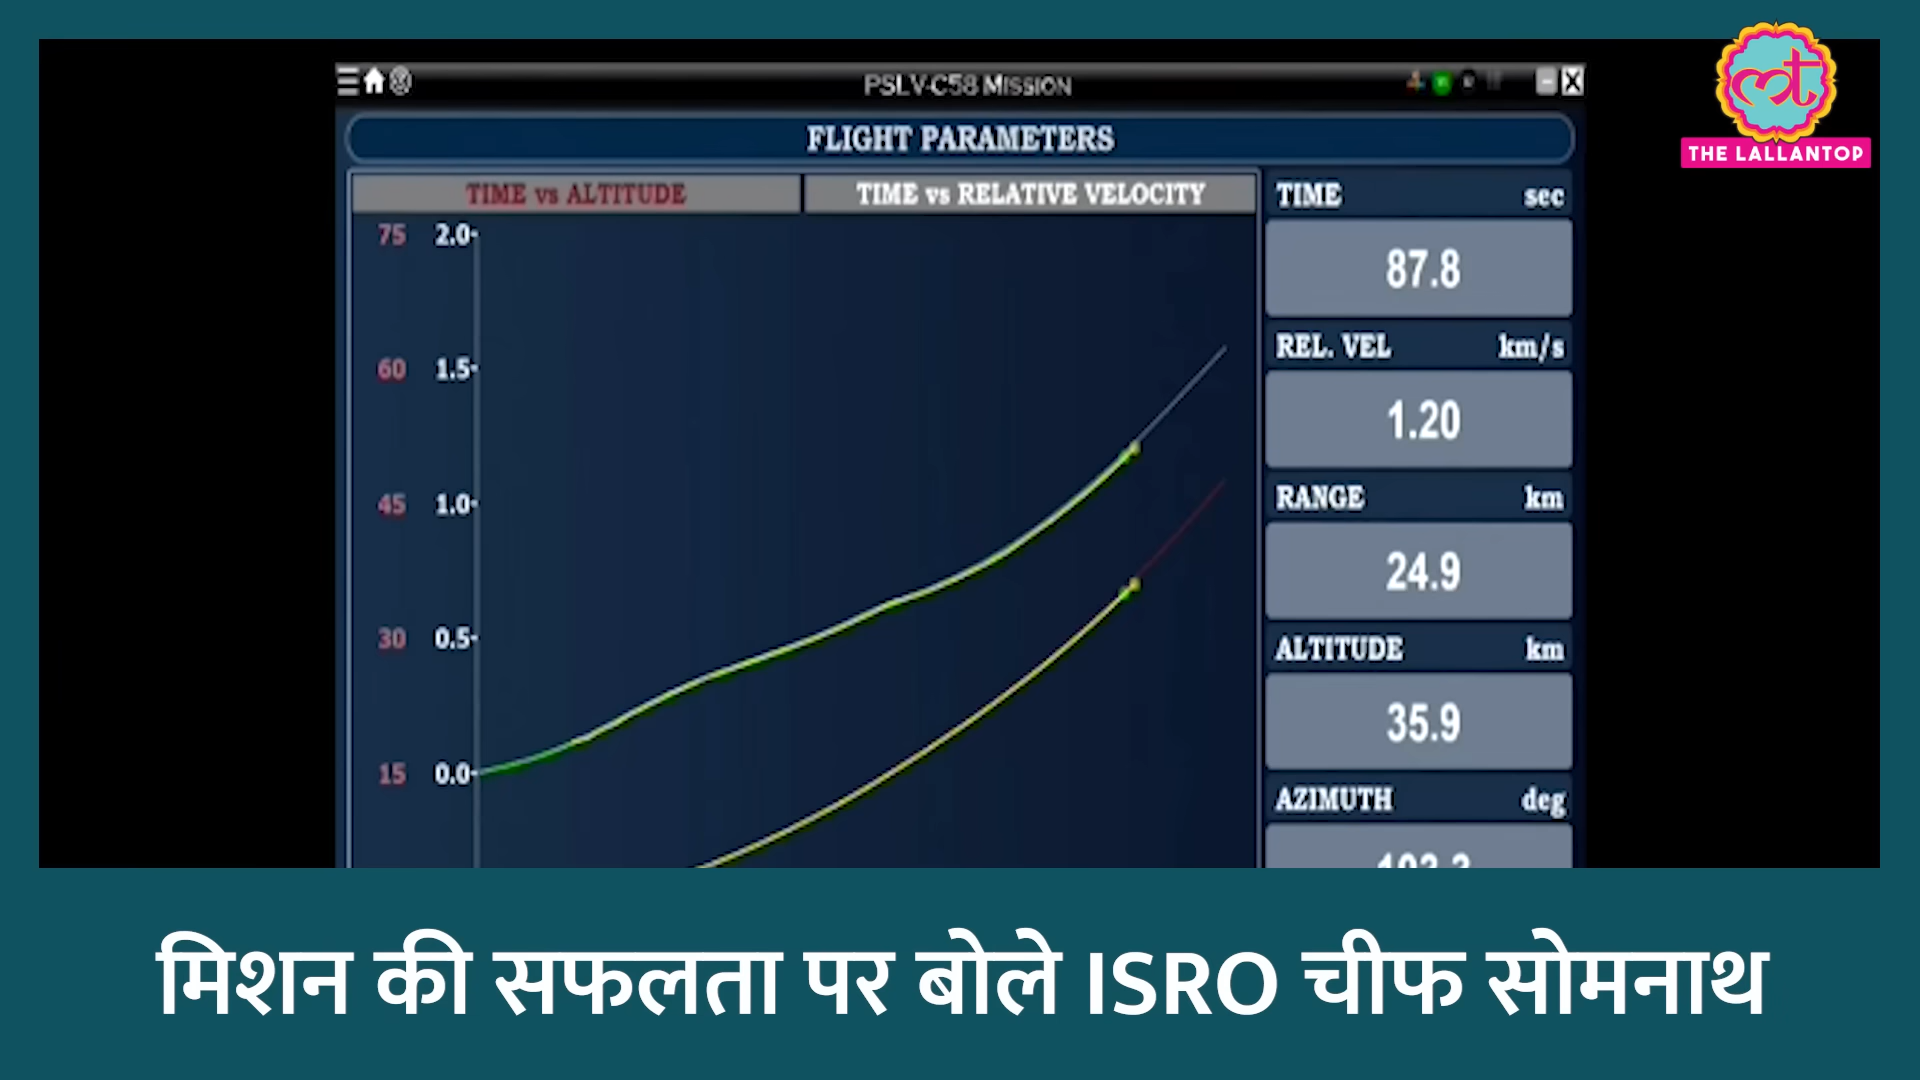 THE LALLANTOP
PSLV-C58 MISSION
FLIGHT PARAMETERS
TIME vs ALTITUDE
TIME vs RELATIVE VELOCITY
75 2.0
60 1.5
45 1.0
30 0.5
15 0.0
TIME sec
87.8
REL. VEL km/s
1.20
RANGE km
24.9
ALTITUDE km
35.9
AZIMUTH deg
मिशन की सफलता पर बोले ISRO चीफ सोमनाथ